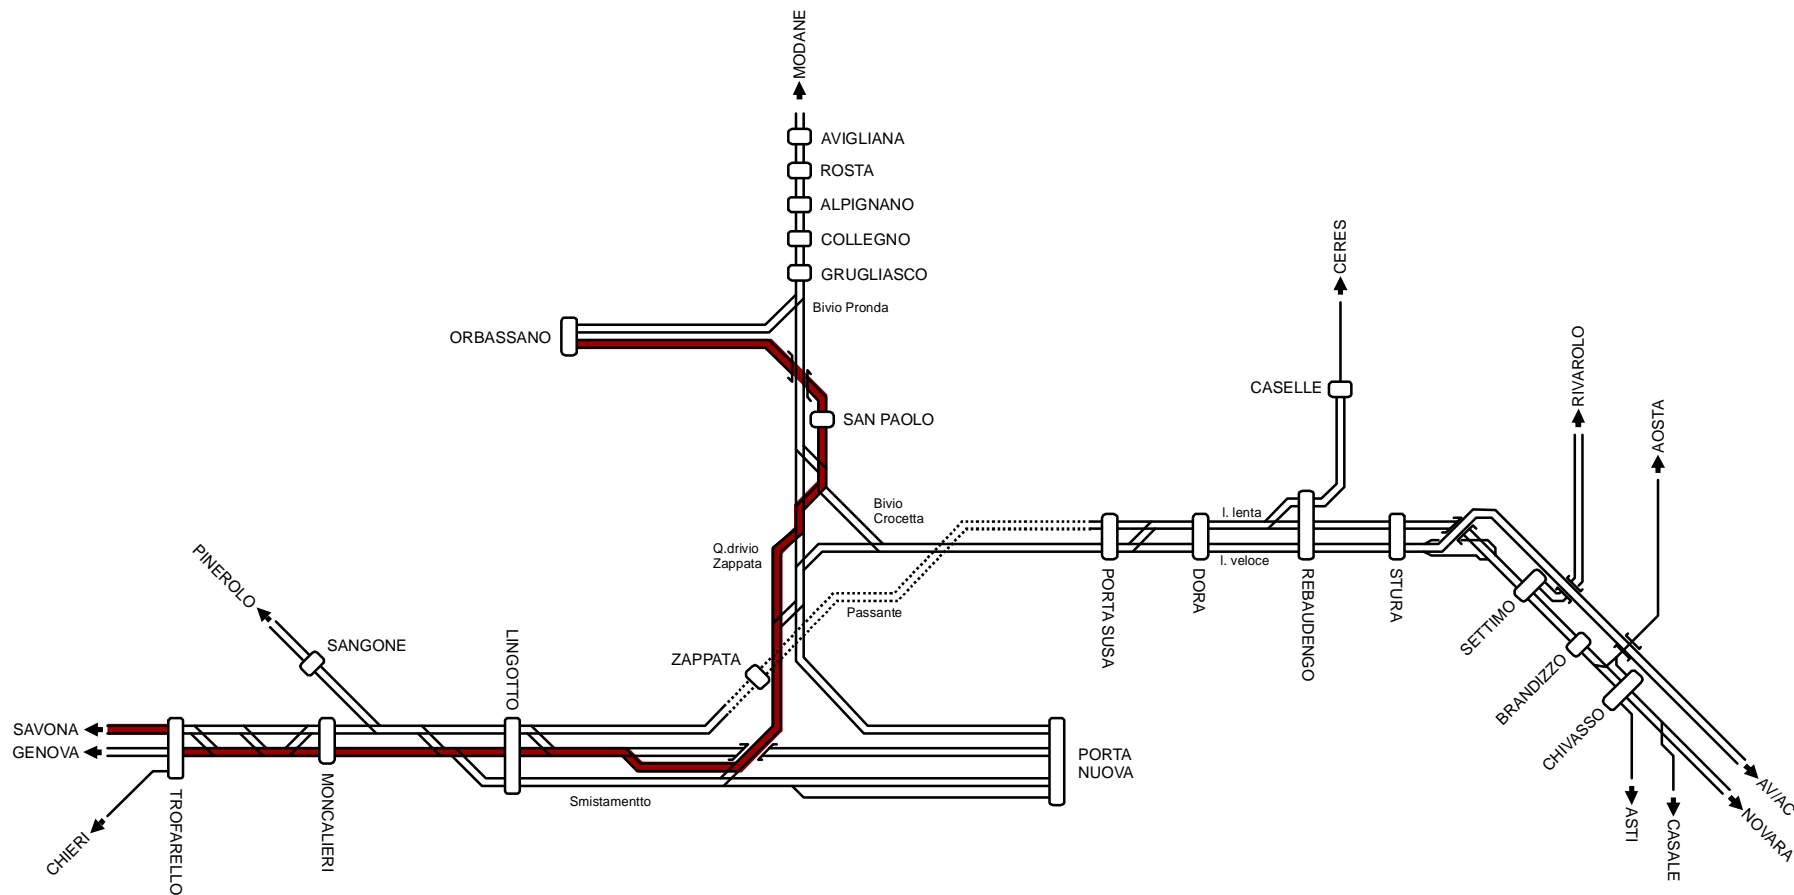 MODANE
AVIGLIANA
ROSTA
ALPIGNANO
COLLEGNO
GRUGLIASCO
Bivio Pronda
ORBASSANO
SAN PAOLO
CERES
CASELLE
RIVAROLO
AOSTA
Bivio
Crocetta
l. lenta
l. veloce
Q.drivio
Zappata
Passante
PINEROLO
SANGONE
LINGOTTO
ZAPPATA
PORTA SUSA
DORA
REBAUDENGO
STURA
SETTIMO
BRANDIZZO
CHIVASSO
SAVONA
GENOVA
CHIERI
TROFARELLO
MONCALIERI
Smistamentto
PORTA
NUOVA
ASTI
CASALE
NOVARA
AV/AC